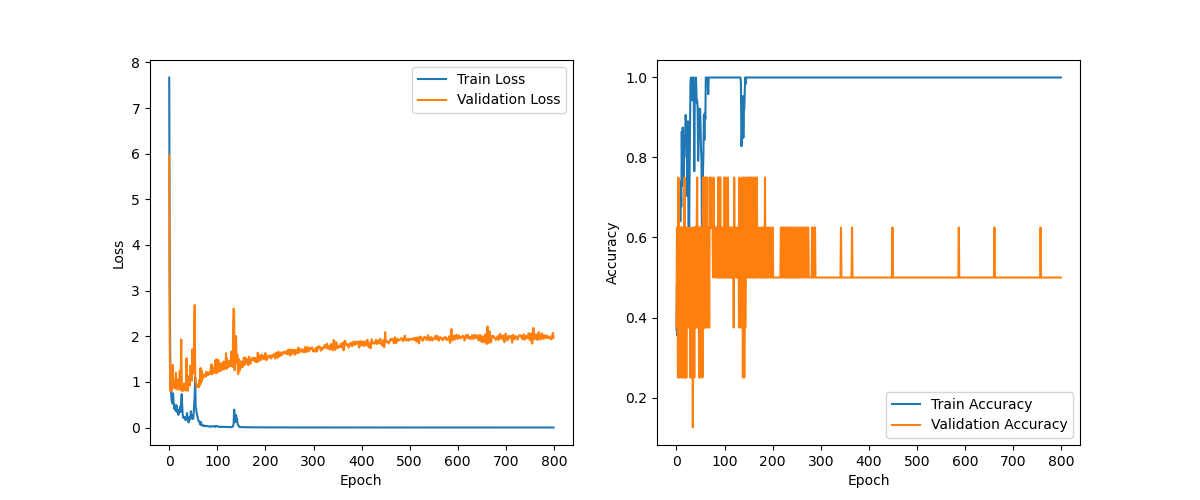 8
7
6
5
4
3
2
1
0
Loss
Train Loss
Validation Loss
0 100 200 300 400 500 600 700 800
Epoch
1.0
0.8
0.6
0.4
0.2
Accuracy
Train Accuracy
Validation Accuracy
0 100 200 300 400 500 600 700 800
Epoch